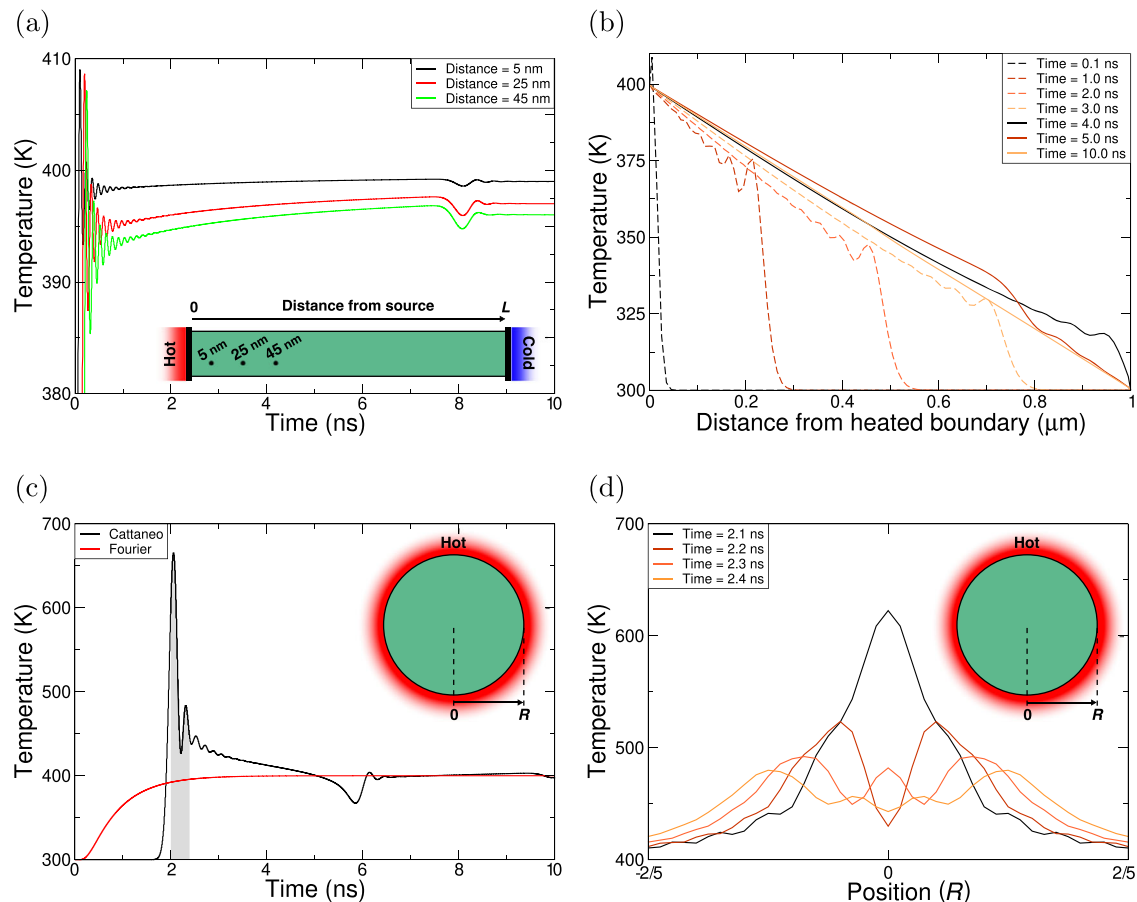 (a)
410
400
390
380
Temperature (K)
0
2
4
6
8
10
Time (ns)
Distance = 5 nm
Distance = 25 nm
Distance = 45 nm
0
Distance from source
L
Hot
5 nm
25 nm
45 nm
Cold
(b)
400
375
350
325
300
Temperature (K)
0
0.2
0.4
0.6
0.8
1
Distance from heated boundary (μm)
Time = 0.1 ns
Time = 1.0 ns
Time = 2.0 ns
Time = 3.0 ns
Time = 4.0 ns
Time = 5.0 ns
Time = 10.0 ns
(c)
700
600
500
400
300
Temperature (K)
0
2
4
6
8
10
Time (ns)
Cattaneo
Fourier
Hot
0
R
(d)
700
600
500
400
Temperature (K)
-2/5
0
2/5
Position (R)
Time = 2.1 ns
Time = 2.2 ns
Time = 2.3 ns
Time = 2.4 ns
Hot
0
R